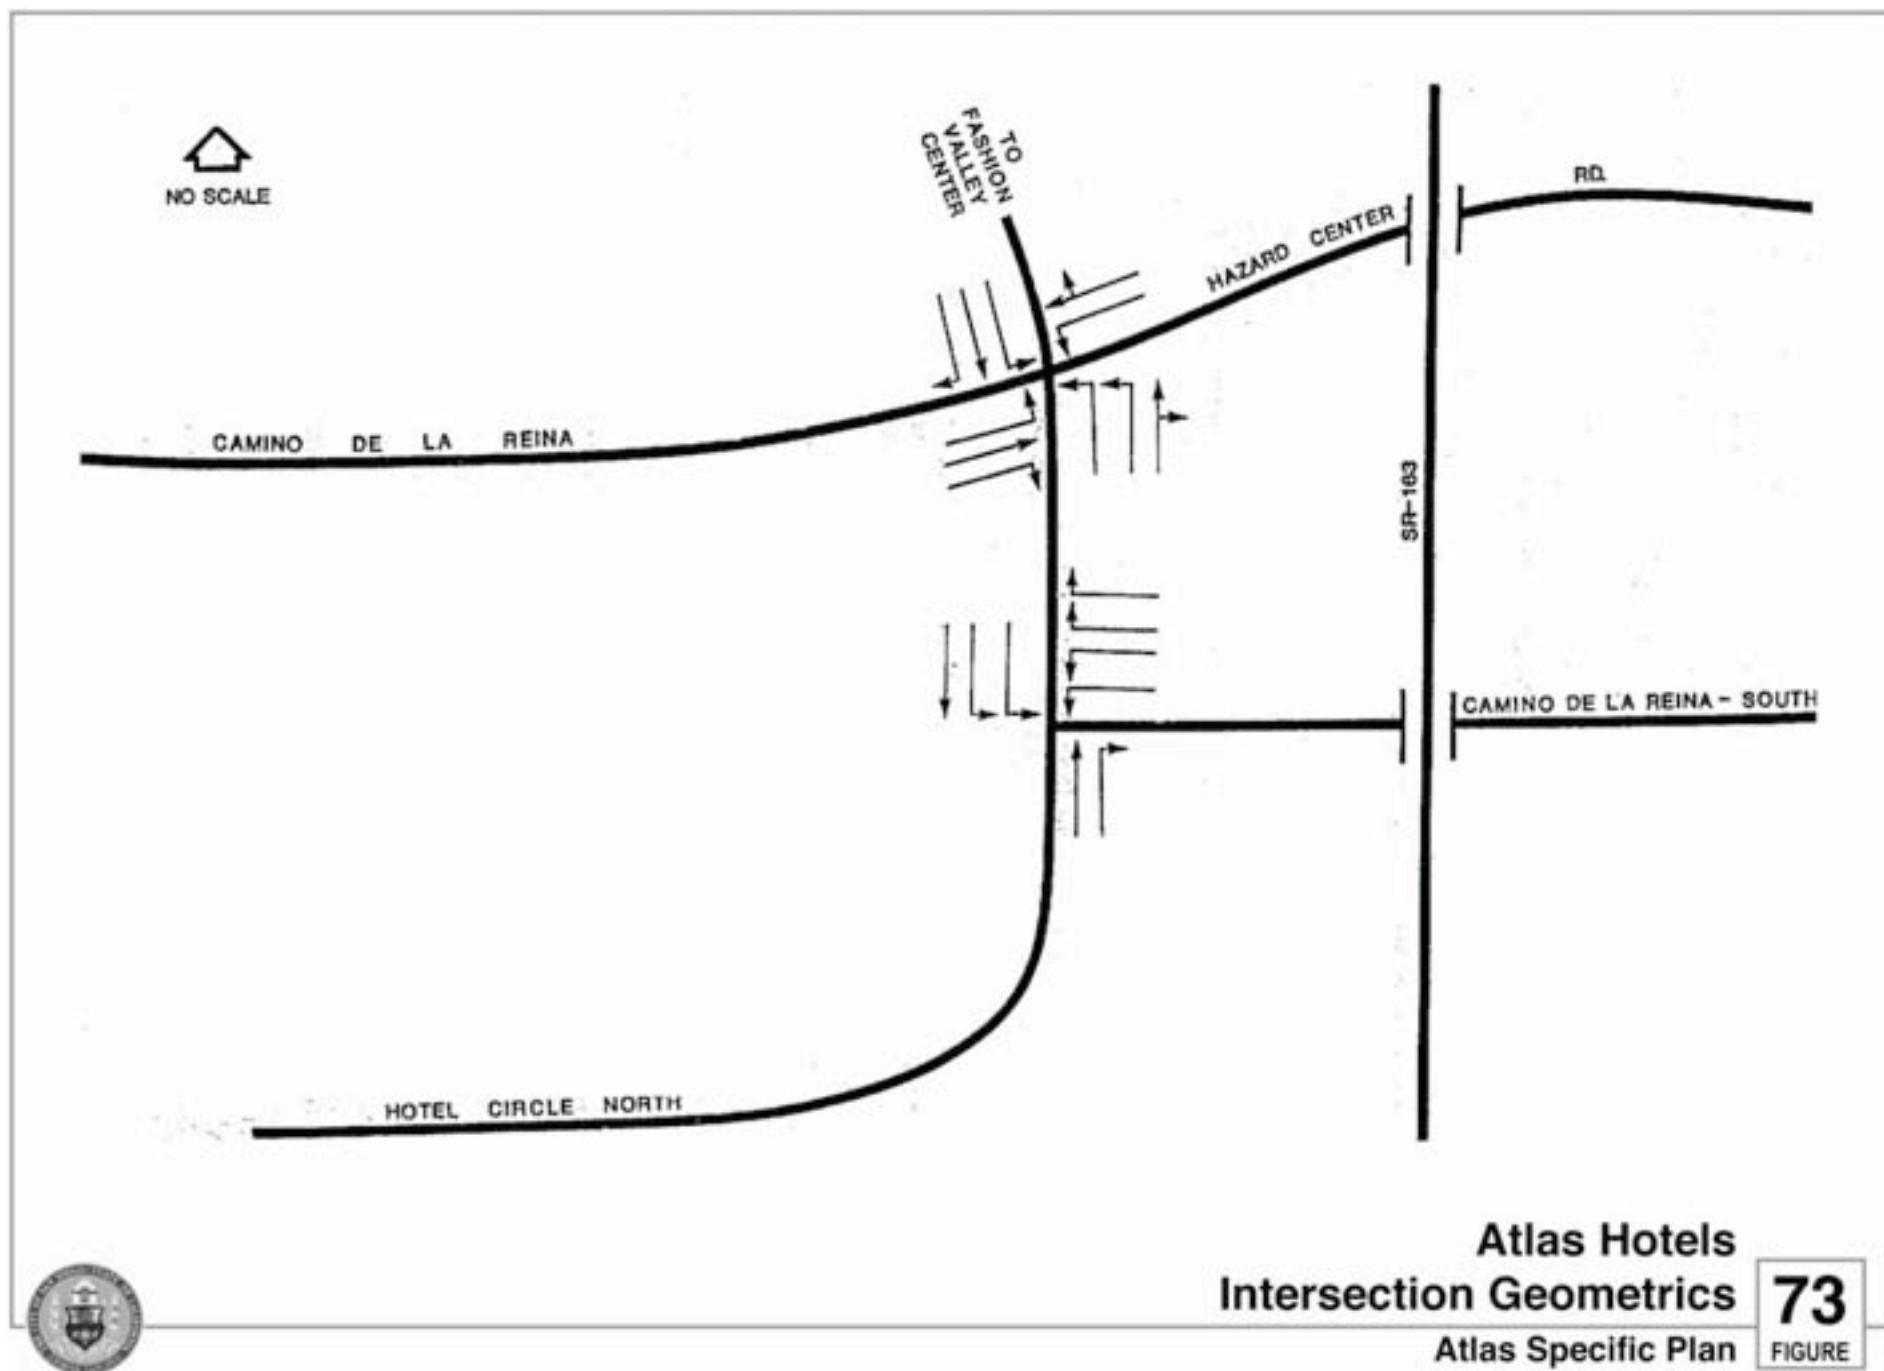 NO SCALE
TO
FASHION
VALLEY
CENTER
HAZARD CENTER
RD.
CAMINO DE LA REINA
SR-163
CAMINO DE LA REINA - SOUTH
HOTEL CIRCLE NORTH
Atlas Hotels
Intersection Geometrics
Atlas Specific Plan
73
FIGURE